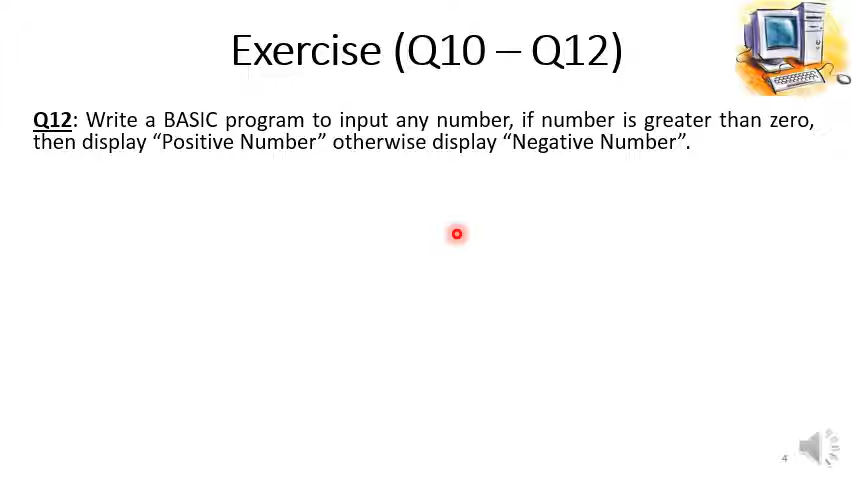 Exercise (Q10 – Q12)
Q12: Write a BASIC program to input any number, if number is greater than zero,
then display “Positive Number” otherwise display “Negative Number”.
4